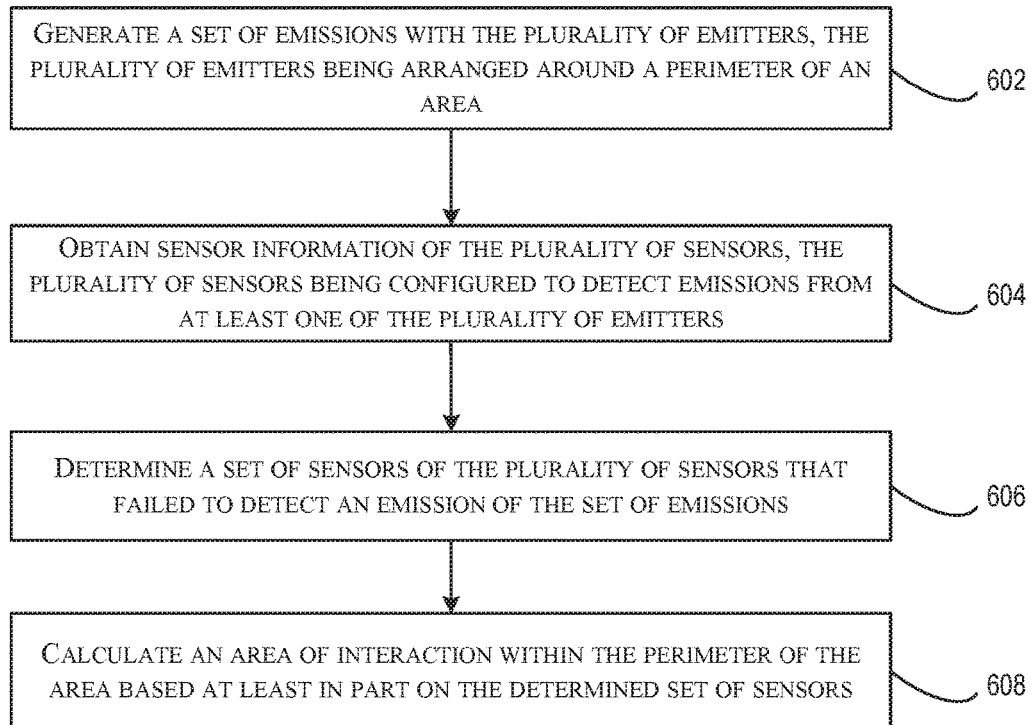 GENERATE A SET OF EMISSIONS WITH THE PLURALITY OF EMITTERS, THE
PLURALITY OF EMITTERS BEING ARRANGED AROUND A PERIMETER OF AN
AREA
602
OBTAIN SENSOR INFORMATION OF THE PLURALITY OF SENSORS, THE
PLURALITY OF SENSORS BEING CONFIGURED TO DETECT EMISSIONS FROM
AT LEAST ONE OF THE PLURALITY OF EMITTERS
604
DETERMINE A SET OF SENSORS OF THE PLURALITY OF SENSORS THAT
FAILED TO DETECT AN EMISSION OF THE SET OF EMISSIONS
606
CALCULATE AN AREA OF INTERACTION WITHIN THE PERIMETER OF THE
AREA BASED AT LEAST IN PART ON THE DETERMINED SET OF SENSORS
608